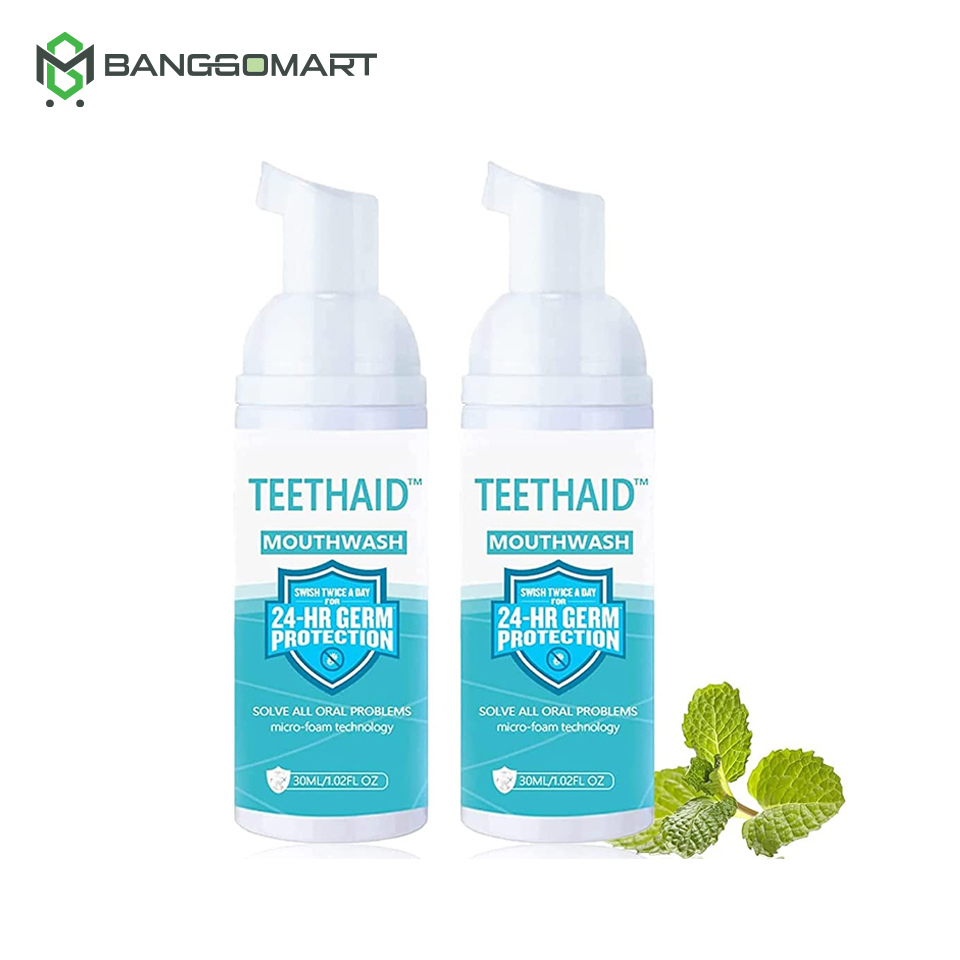 BANGGOMART
TEETHAID™
MOUTHWASH
SWISH TWICE A DAY
FOR
24-HR GERM
PROTECTION
SOLVE ALL ORAL PROBLEMS
micro-foam technology
30ML/1.02FL OZ
TEETHAID™
MOUTHWASH
SWISH TWICE A DAY
FOR
24-HR GERM
PROTECTION
SOLVE ALL ORAL PROBLEMS
micro-foam technology
30ML/1.02FL OZ